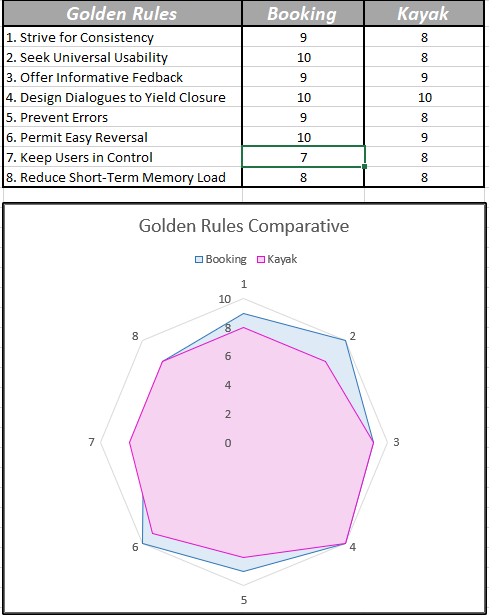 Golden Rules Booking Kayak
1. Strive for Consistency 9 8
2. Seek Universal Usability 10 8
3. Offer Informative Fedback 9 9
4. Design Dialogues to Yield Closure 10 10
5. Prevent Errors 9 8
6. Permit Easy Reversal 10 9
7. Keep Users in Control 7 8
8. Reduce Short-Term Memory Load 8 8
Golden Rules Comparative
Booking Kayak
1
10
8
8 2
6
4
2
7 0 3
6 4
5